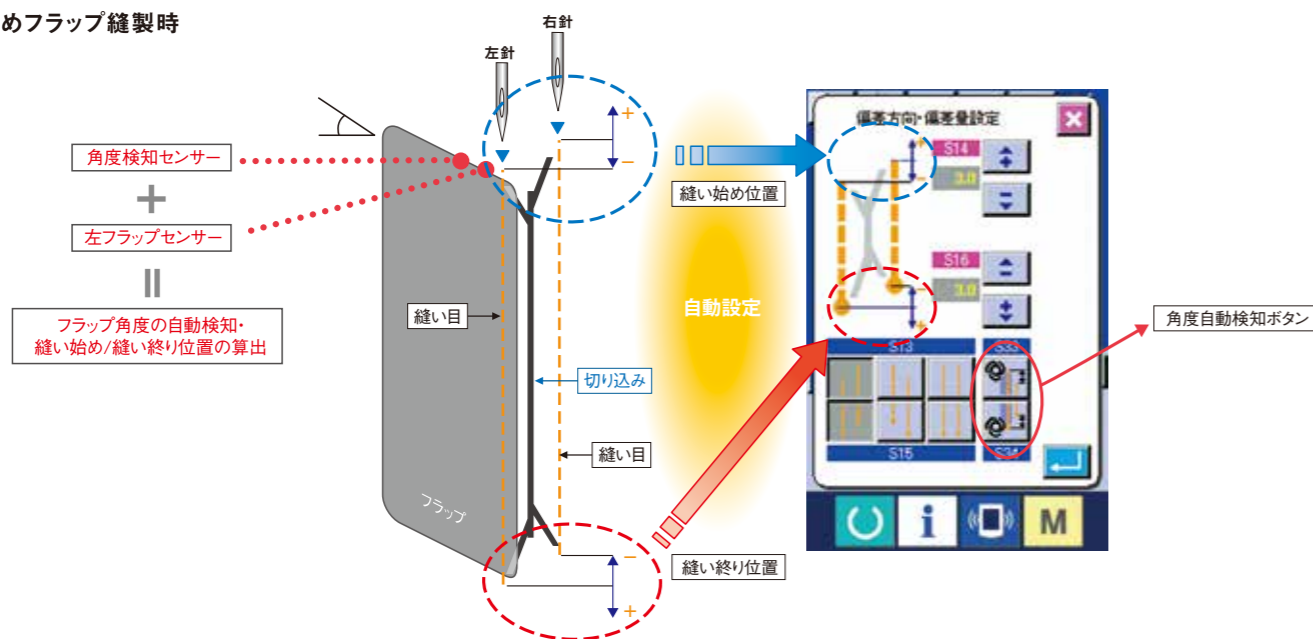 めフラップ縫製時
右針
左針
角度検知センサー
+
左フラップセンサー
=
フラップ角度の自動検知・
縫い始め/縫い終り位置の算出
+
−
縫い始め位置
縫い目
切り込み
縫い目
フラップ
自動設定
−
+
縫い終り位置
偏差方向・偏差量設定
S14
3.0
S16
3.0
S13
S33
S15
S34
i
M
角度自動検知ボタン